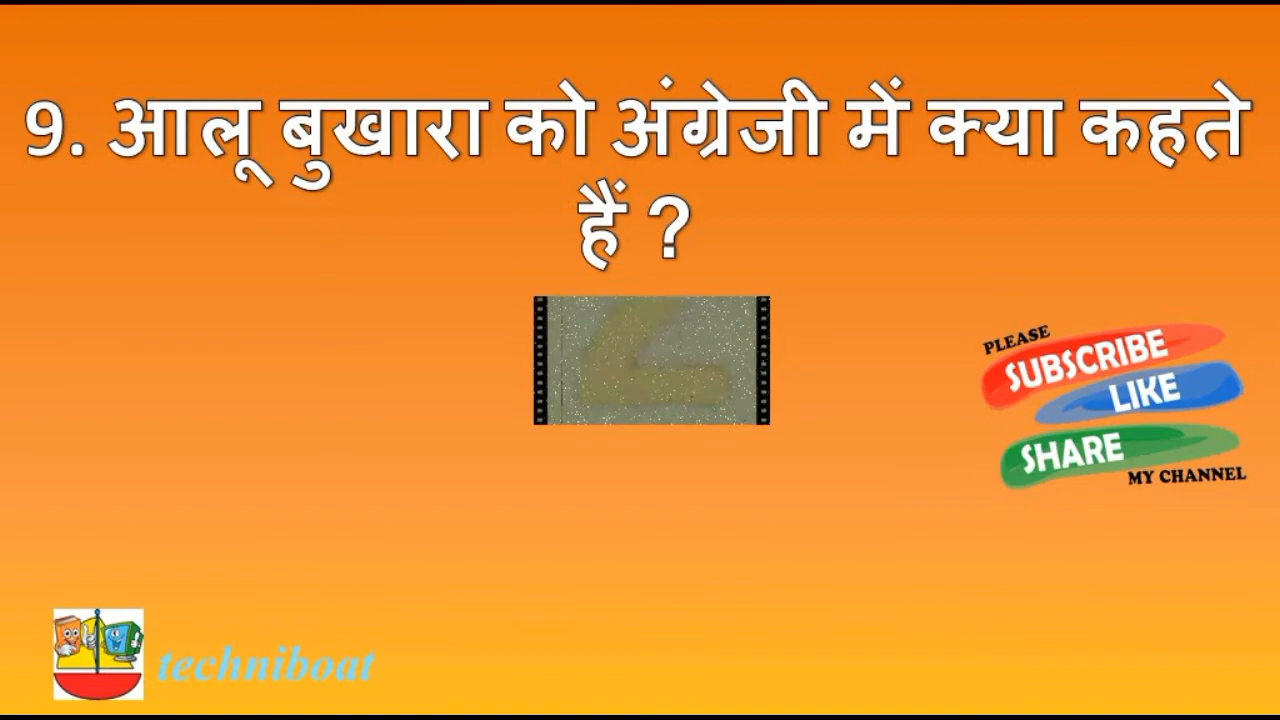 9. आलू बुखारा को अंग्रेजी में क्या कहते
हैं ?
PLEASE
SUBSCRIBE
LIKE
SHARE
MY CHANNEL
techniboat